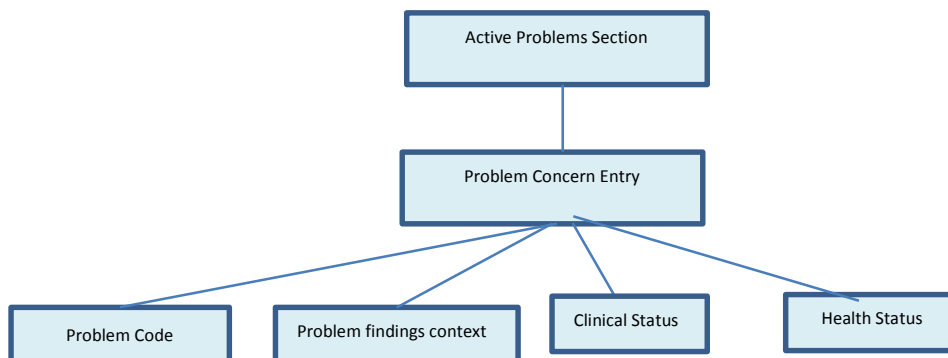 Active Problems Section
Problem Concern Entry
Problem Code
Problem findings context
Clinical Status
Health Status